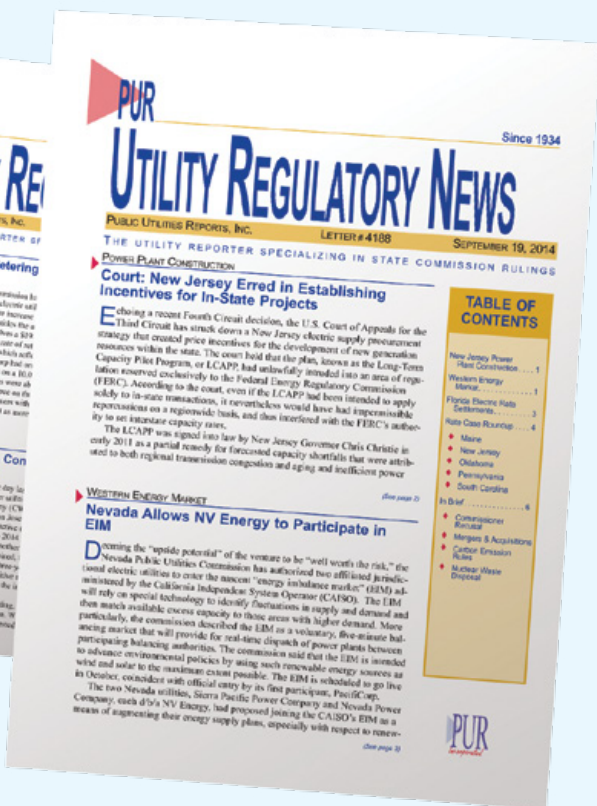 PUR
Since 1934
UTILITY REGULATORY NEWS
PUBLIC UTILITIES REPORTS, INC. LETTER # 4188 SEPTEMBER 19, 2014
THE UTILITY REPORTER SPECIALIZING IN STATE COMMISSION RULINGS
POWER PLANT CONSTRUCTION
Court: New Jersey Erred in Establishing
Incentives for In-State Projects
Echoing a recent Fourth Circuit decision, the U.S. Court of Appeals for the
Third Circuit has struck down a New Jersey electric supply procurement
strategy that created price incentives for the development of new generation
resources within the state. The court held that the plan, known as the Long-Term
Capacity Pilot Program, or LCAPP, had unlawfully intruded into an area of regu-
lation reserved exclusively to the Federal Energy Regulatory Commission
(FERC). According to the court, even if the LCAPP had been intended to apply
solely to in-state transactions, it nevertheless would have had impermissible
repercussions on a regionwide basis, and thus interfered with the FERC's author-
ity to set interstate capacity rates.
The LCAPP was signed into law by New Jersey Governor Chris Christie in
early 2011 as a partial remedy for forecasted capacity shortfalls that were attrib-
uted to both regional transmission congestion and aging and inefficient power
(See page 2)
WESTERN ENERGY MARKET
Nevada Allows NV Energy to Participate in
EIM
Deeming the "upside potential" of the venture to be "well worth the risk," the
Nevada Public Utilities Commission has authorized two affiliated jurisdic-
tional electric utilities to enter the nascent "energy imbalance market" (EIM) ad-
ministered by the California Independent System Operator (CAISO). The EIM
will rely on special technology to identify fluctuations in supply and demand and
then match available excess capacity to those areas with higher demand. More
particularly, the commission described the EIM as a voluntary, five-minute bal-
ancing market that will provide for real-time dispatch of power plants between
participating balancing authorities. The commission said that the EIM is intended
to advance environmental policies by using such renewable energy sources as
wind and solar to the maximum extent possible. The EIM is scheduled to go live
in October, coincident with official entry by its first participant, PacifiCorp.
The two Nevada utilities, Sierra Pacific Power Company and Nevada Power
Company, each d/b/a NV Energy, had proposed joining the CAISO's EIM as a
means of augmenting their energy supply plans, especially with respect to renew-
(See page 3)
TABLE OF
CONTENTS
New Jersey Power
Plant Construction . . . . 1
Western Energy
Market . . . . . . . . . . 1
Florida Electric Rate
Settlements . . . . . . . 3
Rate Case Roundup . . . . 4
Maine
New Jersey
Oklahoma
Pennsylvania
South Carolina
In Brief . . . . . . . . . . 6
Commissioner
Recusal
Mergers & Acquisitions
Carbon Emission
Rules
Nuclear Waste
Disposal
PUR